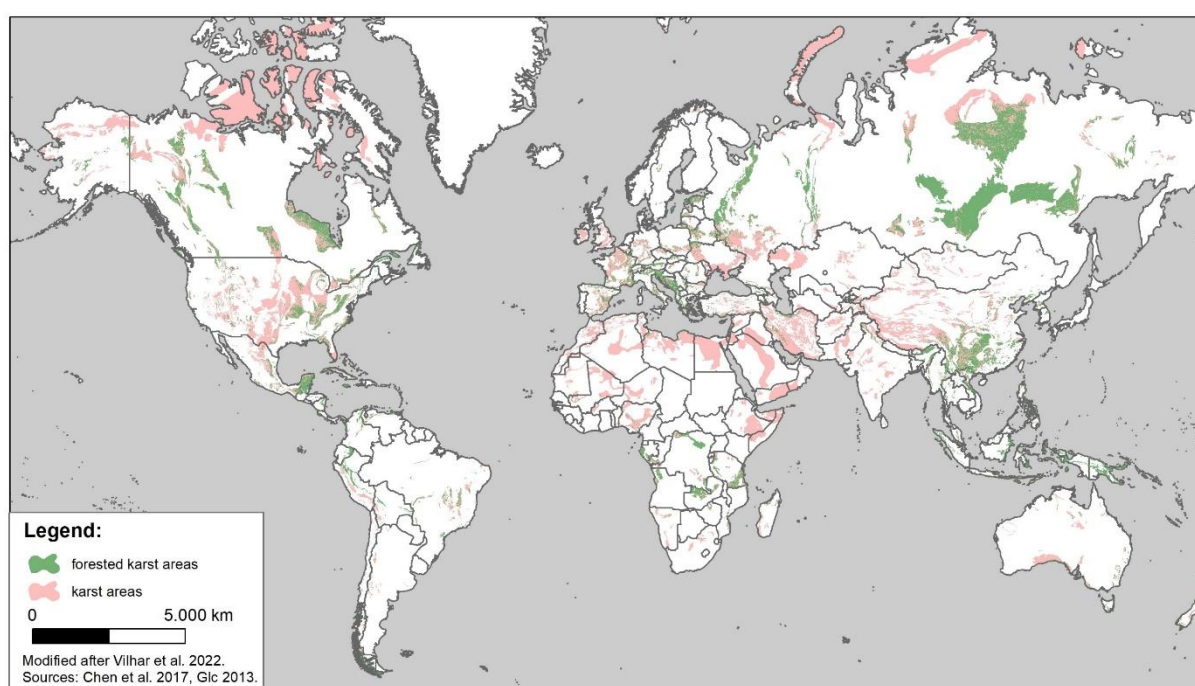 Legend:
forested karst areas
karst areas
0 5.000 km
Modified after Vilhar et al. 2022.
Sources: Chen et al. 2017, Glc 2013.